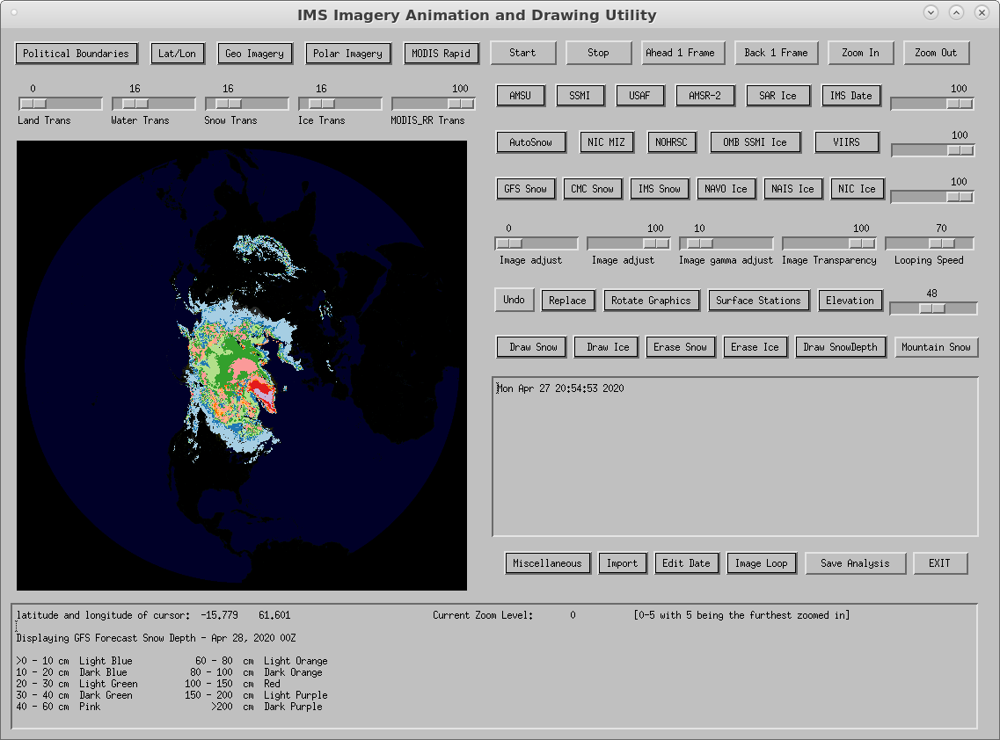 IMS Imagery Animation and Drawing Utility
Political Boundaries Lat/Lon Geo Imagery Polar Imagery MODIS Rapid Start Stop Ahead 1 Frame Back 1 Frame Zoom In Zoom Out
0 16 16 16 100 100
AMSU SSMI USAF AMSR-2 SAR Ice IMS Date
Land Trans Water Trans Snow Trans Ice Trans MODIS_RR Trans
100
AutoSnow NIC MIZ NOHRSC OMB SSMI Ice VIIRS
100
GFS Snow CMC Snow IMS Snow NAVO Ice NAIS Ice NIC Ice
0 100 10 100 70
Image adjust Image adjust Image gamma adjust Image Transparency Looping Speed
48
Undo Replace Rotate Graphics Surface Stations Elevation
Draw Snow Draw Ice Erase Snow Erase Ice Draw SnowDepth Mountain Snow
Mon Apr 27 20:54:53 2020
Miscellaneous Import Edit Date Image Loop Save Analysis EXIT
latitude and longitude of cursor: -15.779 61.601 Current Zoom Level: 0 [0-5 with 5 being the furthest zoomed in]
Displaying GFS Forecast Snow Depth - Apr 28, 2020 00Z
>0 - 10 cm Light Blue 60 - 80 cm Light Orange
10 - 20 cm Dark Blue 80 - 100 cm Dark Orange
20 - 30 cm Light Green 100 - 150 cm Red
30 - 40 cm Dark Green 150 - 200 cm Light Purple
40 - 60 cm Pink >200 cm Dark Purple